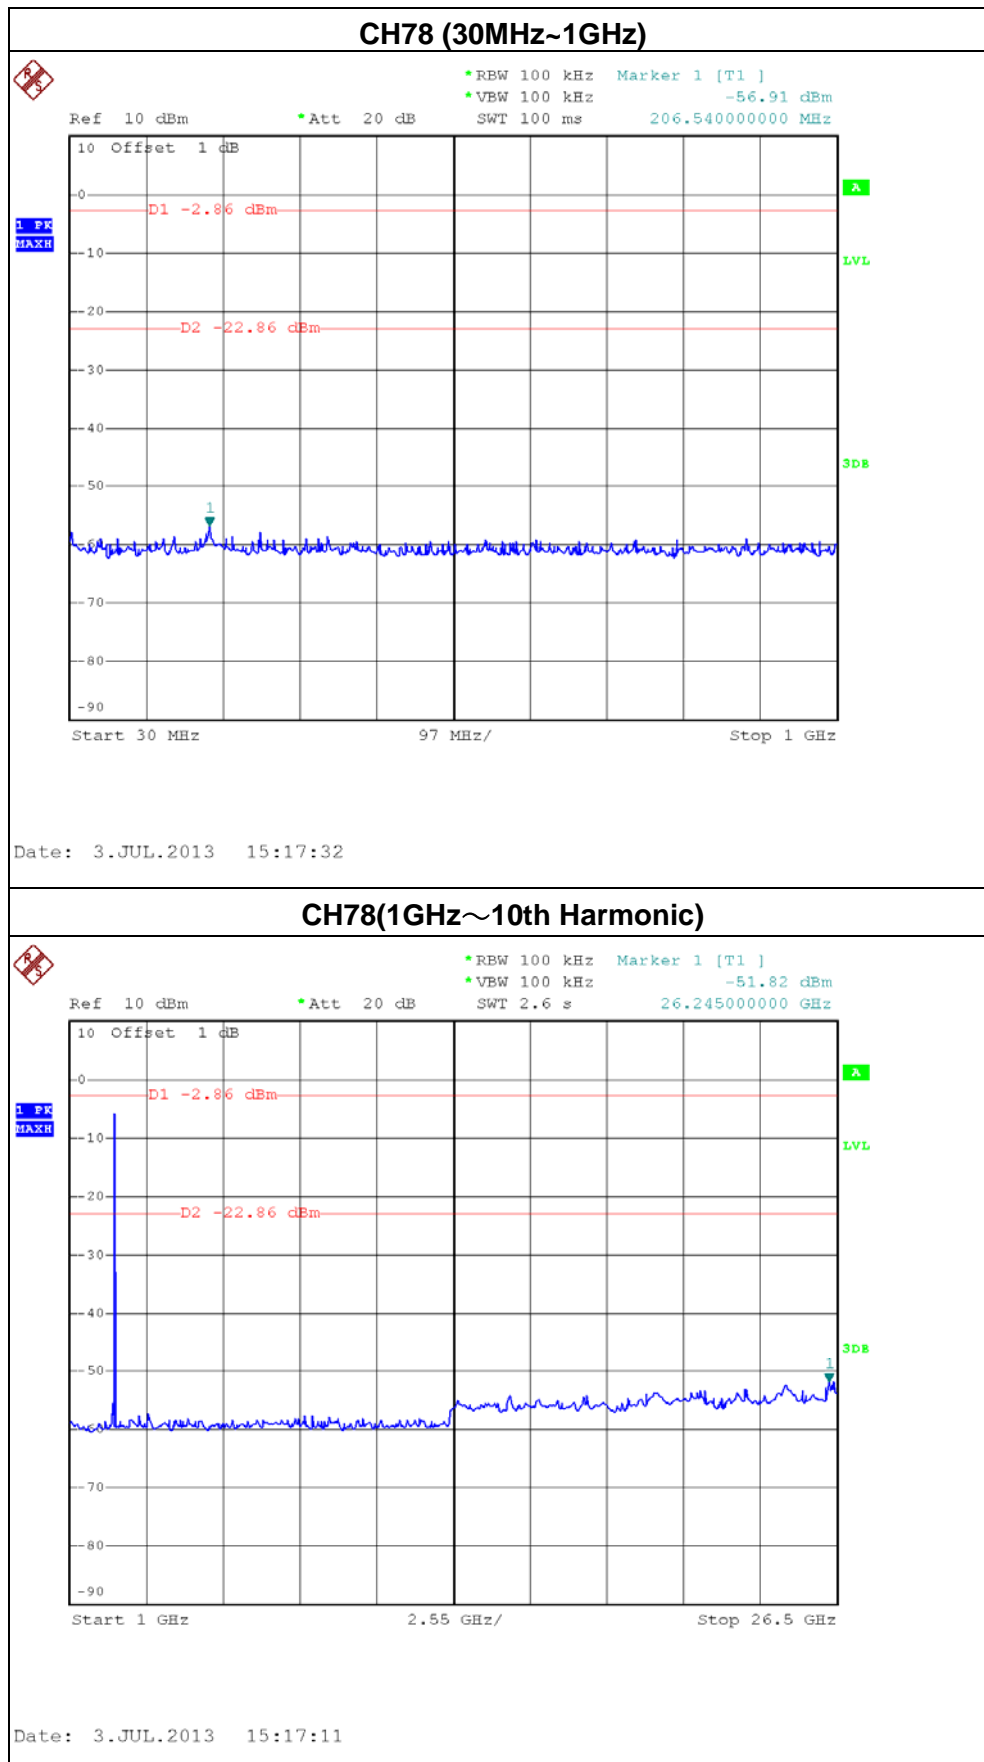 CH78 (30MHz~1GHz)
R S
*RBW 100 kHz Marker 1 [T1 ]
*VBW 100 kHz -56.91 dBm
Ref 10 dBm *Att 20 dB SWT 100 ms 206.540000000 MHz
10 Offset 1 dB
A
0
D1 -2.86 dBm
1 PK
MAXH
-10
LVL
-20
D2 -22.86 dBm
-30
-40
3DB
-50
1
-60
-70
-80
-90
Start 30 MHz 97 MHz/ Stop 1 GHz
Date: 3.JUL.2013 15:17:32
CH78(1GHz~10th Harmonic)
R S
*RBW 100 kHz Marker 1 [T1 ]
*VBW 100 kHz -51.82 dBm
Ref 10 dBm *Att 20 dB SWT 2.6 s 26.245000000 GHz
10 Offset 1 dB
A
0
D1 -2.86 dBm
1 PK
MAXH
-10
LVL
-20
D2 -22.86 dBm
-30
-40
3DB
1
-50
-60
-70
-80
-90
Start 1 GHz 2.55 GHz/ Stop 26.5 GHz
Date: 3.JUL.2013 15:17:11